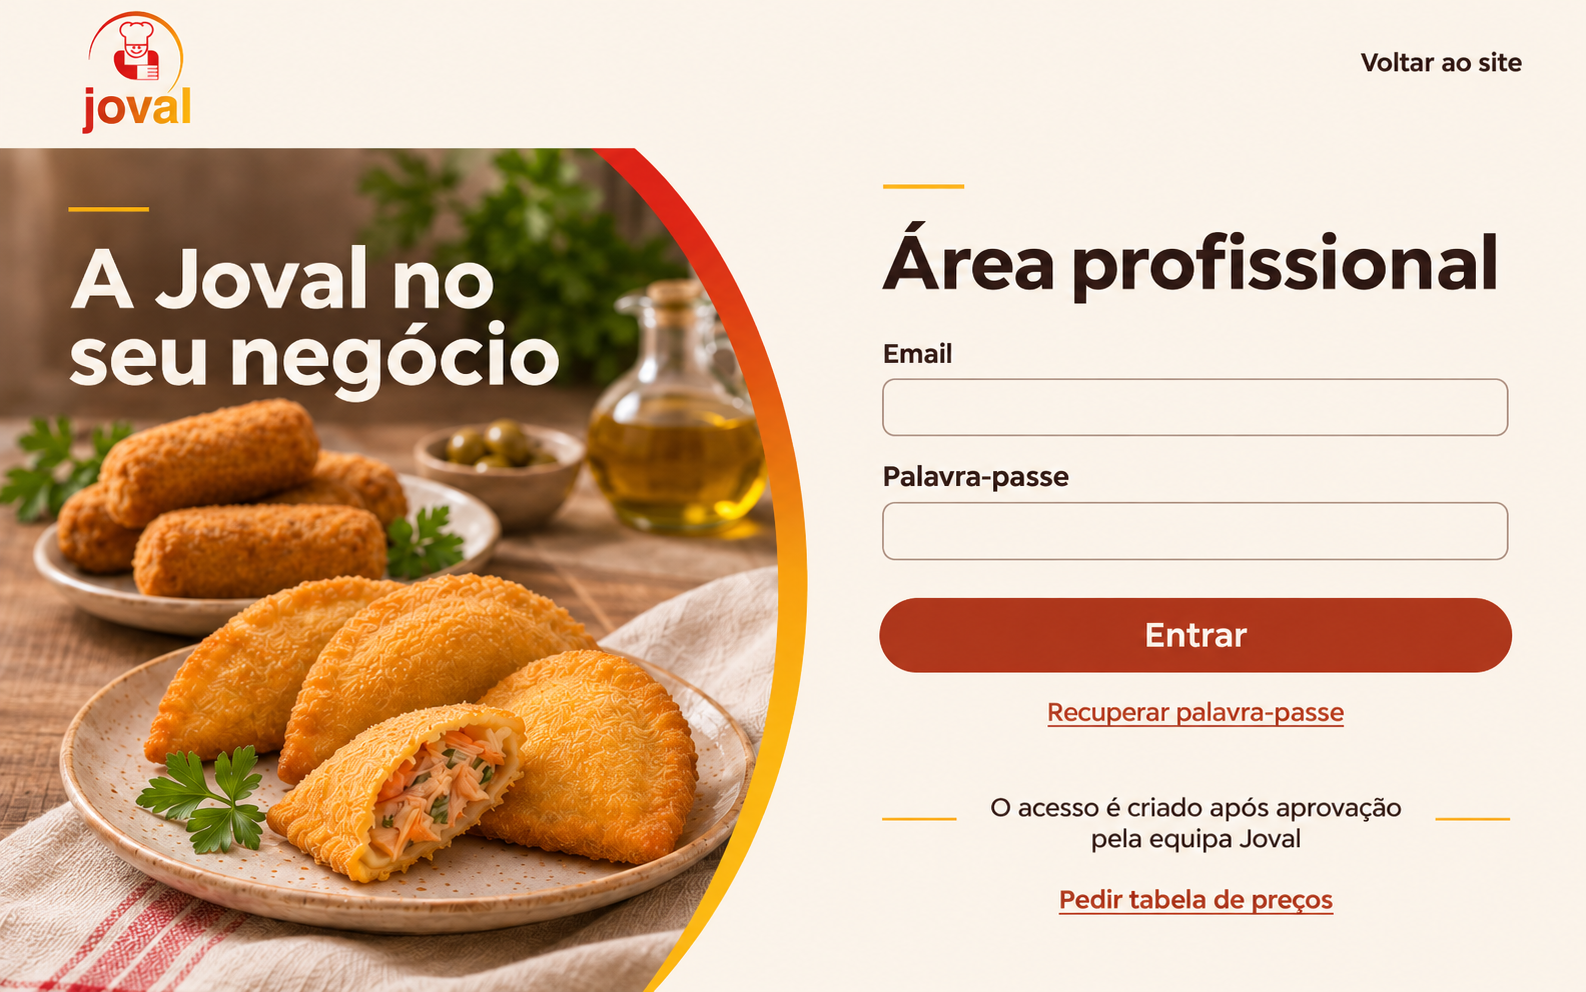 joval
Voltar ao site
A Joval no
seu negócio
Área profissional
Email
Palavra-passe
Entrar
Recuperar palavra-passe
O acesso é criado após aprovação
pela equipa Joval
Pedir tabela de preços